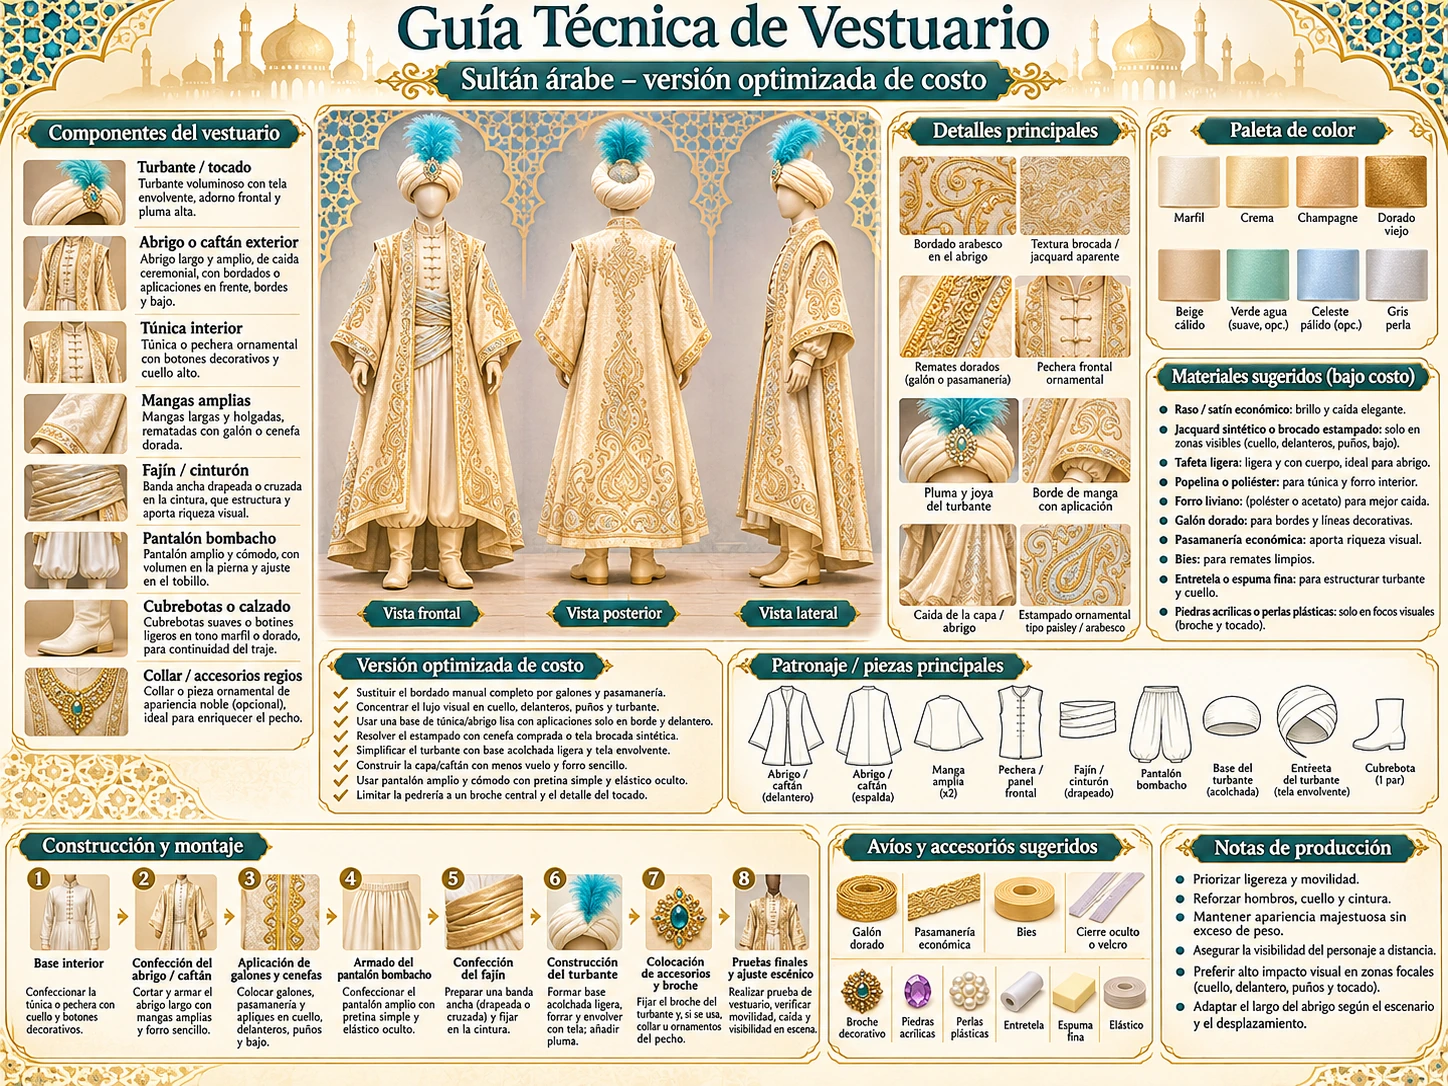 Guía Técnica de Vestuario
Sultán árabe – versión optimizada de costo
Componentes del vestuario
Turbante / tocado
Turbante voluminoso con tela
envolvente, adorno frontal y
pluma alta.
Abrigo o caftán exterior
Abrigo largo y amplio, de caida
ceremonial, con bordados o
aplicaciones en frente, bordes
y bajo.
Túnica interior
Túnica o pechera ornamental
con botones decorativos y
cuello alto.
Mangas amplias
Mangas largas y holgadas,
rematadas con galón o cenefa
dorada.
Fajín / cinturón
Banda ancha drapeada o cruzada
en la cintura, que estructura y
aporta riqueza visual.
Pantalón bombacho
Pantalón amplio y cómodo, con
volumen en la pierna y ajuste
en el tobillo.
Cubrebotas o calzado
Cubrebotas suaves o botines
ligeros en tono marfil o dorado,
para continuidad del traje.
Collar / accesorios regios
Collar o pieza ornamental de
apariencia noble (opcional),
ideal para enriquecer el pecho.
Vista frontal
Vista posterior
Vista lateral
Detalles principales
Bordado arabesco
en el abrigo
Textura brocada /
jacquard aparente
Remates dorados
(galón o pasamanería)
Pechera frontal
ornamental
Pluma y joya
del turbante
Borde de manga
con aplicación
Caida de la capa /
abrigo
Estampado ornamental
tipo paisley / arabesco
Paleta de color
Marfil
Crema
Champagne
Dorado
viejo
Beige
cálido
Verde agua
(suave, opc.)
Celeste
pálido (opc.)
Gris
perla
Materiales sugeridos (bajo costo)
Raso / satín económico: brillo y caída elegante.
Jacquard sintético o brocado estampado: solo en
zonas visibles (cuello, delanteros, puños, bajo).
Tafeta ligera: ligera y con cuerpo, ideal para abrigo.
Popelina o poliéster: para túnica y forro interior.
Forro liviano: (poléster o acetato) para mejor caida.
Galón dorado: para bordes y líneas decorativas.
Pasamanería económica: aporta riqueza visual.
Bies: para remates limpios.
Entretela o espuma fina: para estructurar turbante
y cuello.
Piedras acrílicas o perlas plásticas: solo en focos visuales
(broche y tocado).
Versión optimizada de costo
Sustituir el bordado manual completo por galones y pasamanería.
Concentrar el lujo visual en cuello, delanteros, puños y turbante.
Usar una base de túnica/abrigo lisa con aplicaciones solo en borde y delantero.
Resolver el estampado con cenefa comprada o tela brocada sintética.
Simplificar el turbante con base acolchada ligera y tela envolvente.
Construir la capa/caftán con menos vuelo y forro sencillo.
Usar pantalón amplio y cómodo con pretina simple y elástico oculto.
Limitar la pedrería a un broche central y el detalle del tocado.
Patronaje / piezas principales
Abrigo /
caftán
(delantero)
Abrigo /
caftán
(espalda)
Manga
amplia
(x2)
Pechera /
panel
frontal
Fajín /
cinturón
(drapeado)
Pantalón
bombacho
Base del
turbante
(acolchada)
Entreeta
del turbante
(tela envolvente)
Cubrebota
(1 par)
Construcción y montaje
1
Base interior
Confeccionar la
túnica o pechera con
cuello y botones
decorativos.
2
Confección del
abrigo / caftán
Cortar y armar el
abrigo largo con
mangas amplias
y forro sencillo.
3
Aplicación de
galones y cenefas
Colocar galones,
pasamanería y
apliques en cuello,
delanteros, puños
y bajo.
4
Armado del
pantalón bombacho
Confeccionar el
pantalón amplio con
pretina simple y
elástico oculto.
5
Confección
del fajín
Preparar una banda
ancha (drapeada o
cruzada) y fijar
en la cintura.
6
Construcción
del turbante
Formar base
acolchada ligera,
forrar y envolver
con tela; añadir
pluma.
7
Colocación
de accesorios
y broche
Fijar el broche del
turbante y, si se usa,
collar u ornamentos
del pecho.
8
Pruebas finales
y ajuste escénico
Realizar prueba de
vestuario, verificar
movilidad, caída y
visibilidad en escena.
Avíos y accesoriós sugeridos
Galón
dorado
Pasamanería
económica
Bies
Cierre oculto
o velcro
Broche
decorativo
Piedras
acrílicas
Perlas
plásticas
Entretela
Espuma
fina
Elástico
Notas de producción
Priorizar ligereza y movilidad.
Reforzar hombros, cuello y cintura.
Mantener apariencia majestuosa sin
exceso de peso.
Asegurar la visibilidad del personaje a distancia.
Preferir alto impacto visual en zonas focales
(cuello, delantero, puños y tocado).
Adaptar el largo del abrigo según el escenario
y el desplazamiento.